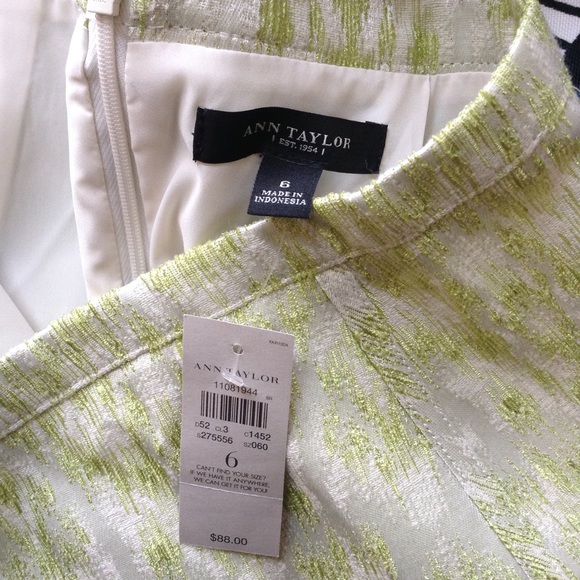 ANN TAYLOR
EST. 1954
6
MADE IN
INDONESIA
ANN TAYLOR
11081944
D52 CL3 C1452
S275556 S2060
6
CAN'T FIND YOUR SIZE?
IF WE HAVE IT ANYWHERE,
WE CAN GET IT FOR YOU!
$88.00